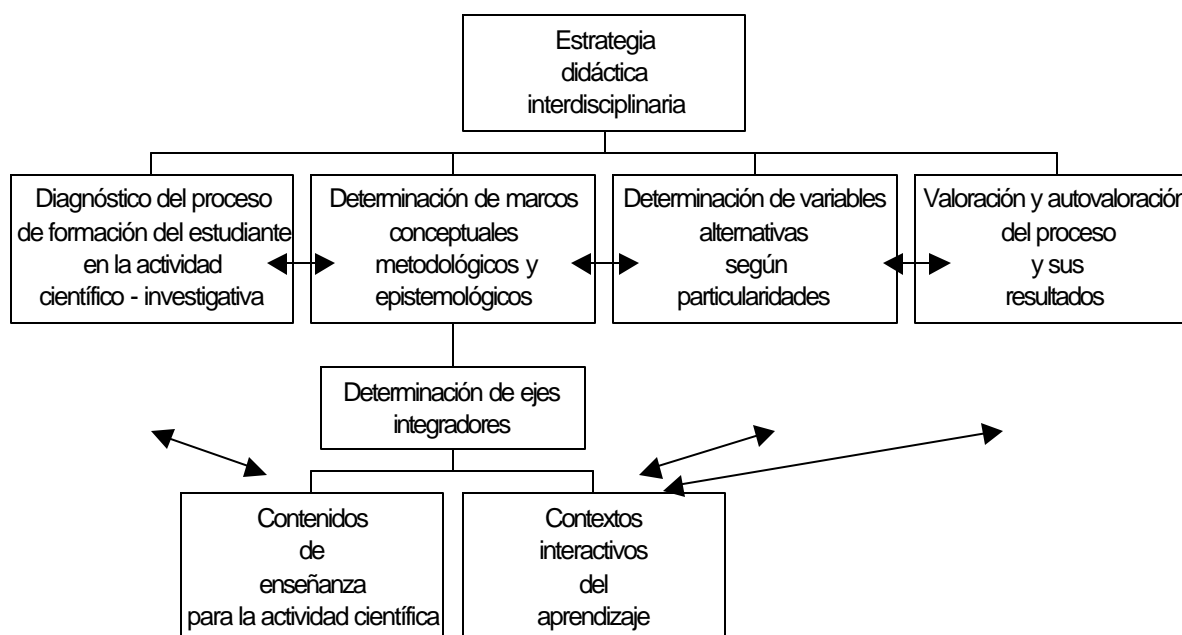 Estrategia
didáctica
interdisciplinaria
Diagnóstico del proceso
de formación del estudiante
en la actividad
científico - investigativa
Determinación de marcos
conceptuales
metodológicos y
epistemológicos
Determinación de variables
alternativas
según
particularidades
Valoración y autovaloración
del proceso
y sus
resultados
Determinación de ejes
integradores
Contenidos
de
enseñanza
para la actividad científica
Contextos
interactivos
del
aprendizaje